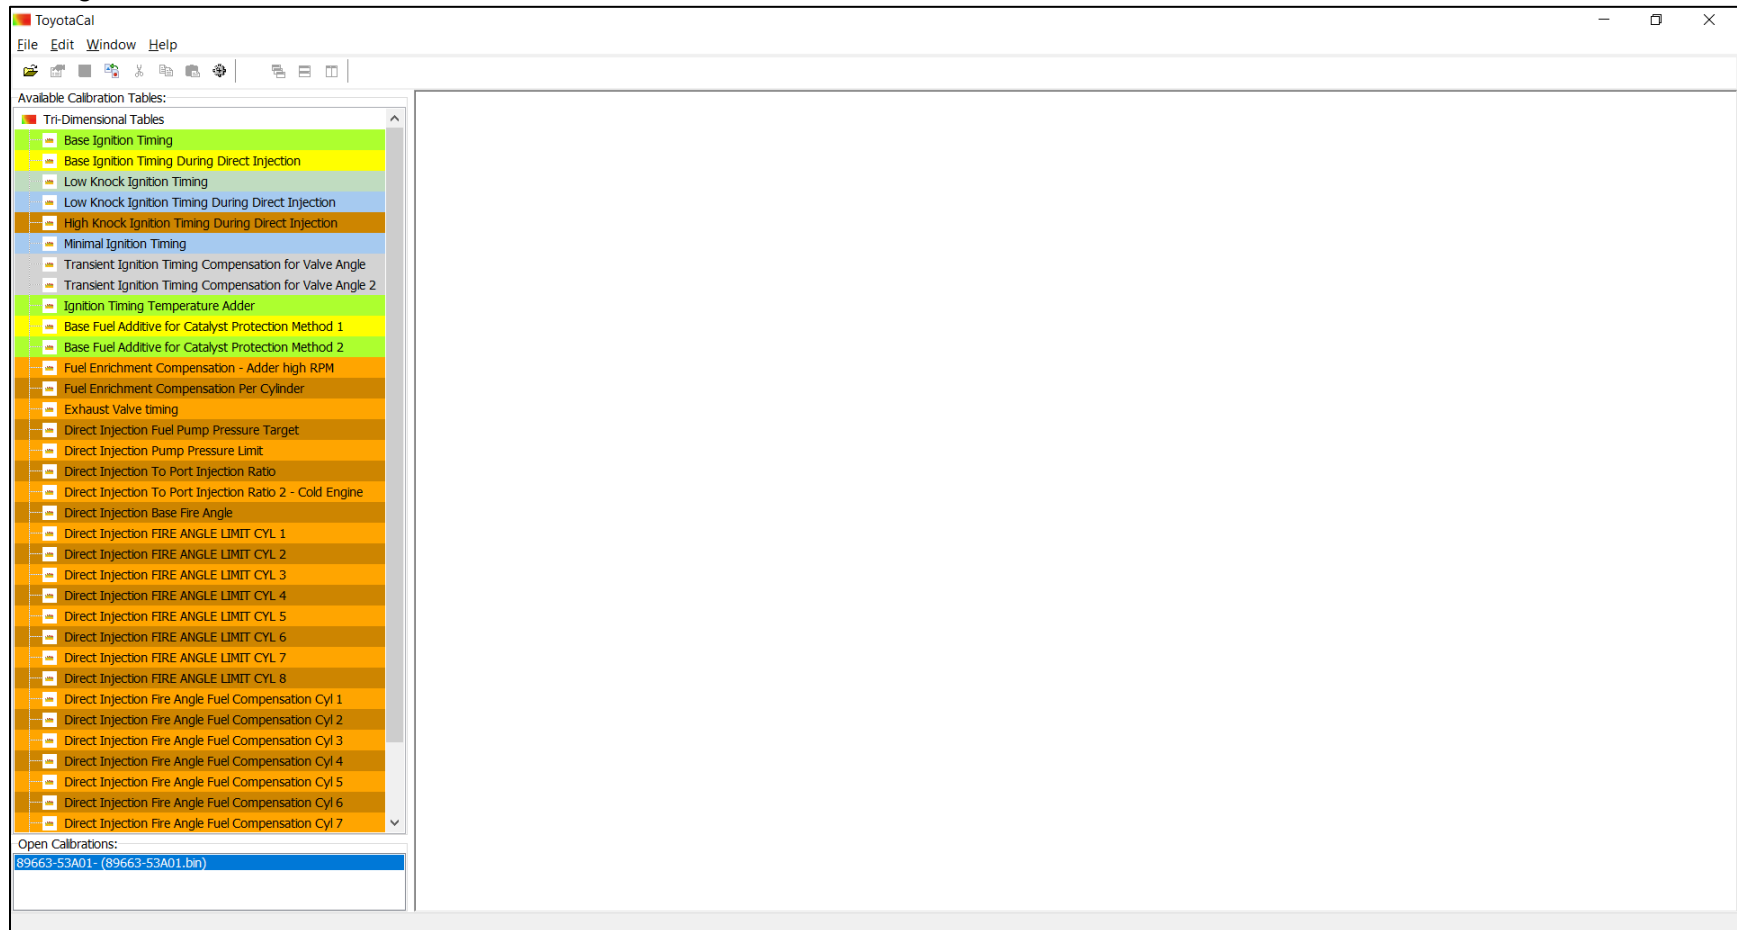 ToyotaCal
File Edit Window Help
Available Calibration Tables:
Tri-Dimensional Tables
Base Ignition Timing
Base Ignition Timing During Direct Injection
Low Knock Ignition Timing
Low Knock Ignition Timing During Direct Injection
High Knock Ignition Timing During Direct Injection
Minimal Ignition Timing
Transient Ignition Timing Compensation for Valve Angle
Transient Ignition Timing Compensation for Valve Angle 2
Ignition Timing Temperature Adder
Base Fuel Additive for Catalyst Protection Method 1
Base Fuel Additive for Catalyst Protection Method 2
Fuel Enrichment Compensation - Adder high RPM
Fuel Enrichment Compensation Per Cylinder
Exhaust Valve timing
Direct Injection Fuel Pump Pressure Target
Direct Injection Pump Pressure Limit
Direct Injection To Port Injection Ratio
Direct Injection To Port Injection Ratio 2 - Cold Engine
Direct Injection Base Fire Angle
Direct Injection FIRE ANGLE LIMIT CYL 1
Direct Injection FIRE ANGLE LIMIT CYL 2
Direct Injection FIRE ANGLE LIMIT CYL 3
Direct Injection FIRE ANGLE LIMIT CYL 4
Direct Injection FIRE ANGLE LIMIT CYL 5
Direct Injection FIRE ANGLE LIMIT CYL 6
Direct Injection FIRE ANGLE LIMIT CYL 7
Direct Injection FIRE ANGLE LIMIT CYL 8
Direct Injection Fire Angle Fuel Compensation Cyl 1
Direct Injection Fire Angle Fuel Compensation Cyl 2
Direct Injection Fire Angle Fuel Compensation Cyl 3
Direct Injection Fire Angle Fuel Compensation Cyl 4
Direct Injection Fire Angle Fuel Compensation Cyl 5
Direct Injection Fire Angle Fuel Compensation Cyl 6
Direct Injection Fire Angle Fuel Compensation Cyl 7
Open Calibrations:
89663-53A01- (89663-53A01.bin)